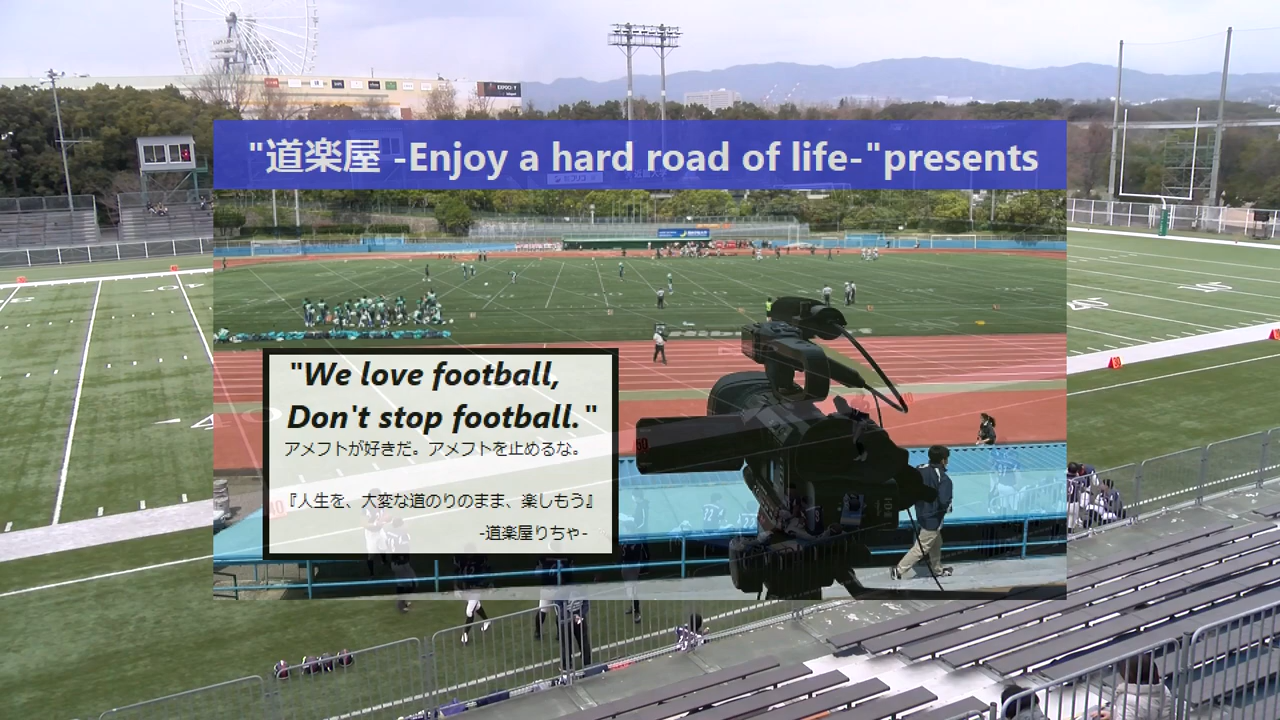 "道楽屋 -Enjoy a hard road of life-"presents
"We love football,
Don't stop football."
アメフトが好きだ。アメフトを止めるな。
『人生を、大変な道のりのまま、楽しもう』
-道楽屋りちゃ-